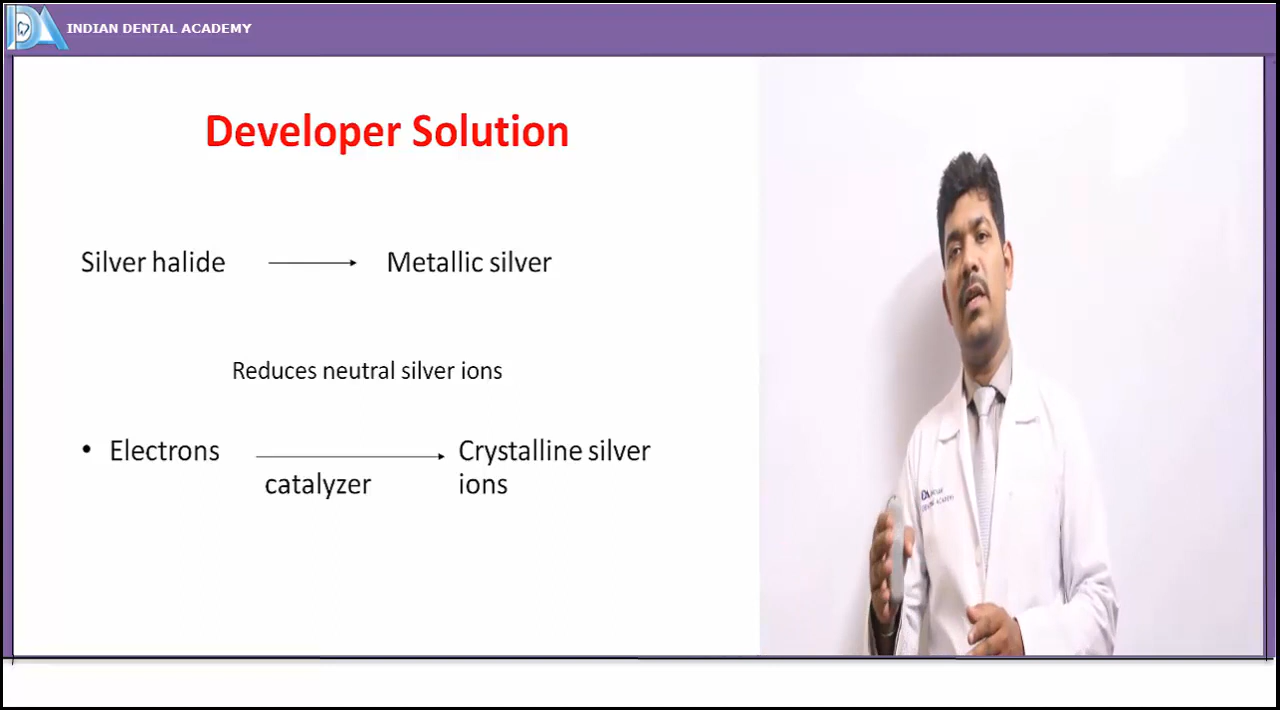 INDIAN DENTAL ACADEMY
Developer Solution
Silver halide → Metallic silver
Reduces neutral silver ions
• Electrons → Crystalline silver
catalyzer ions